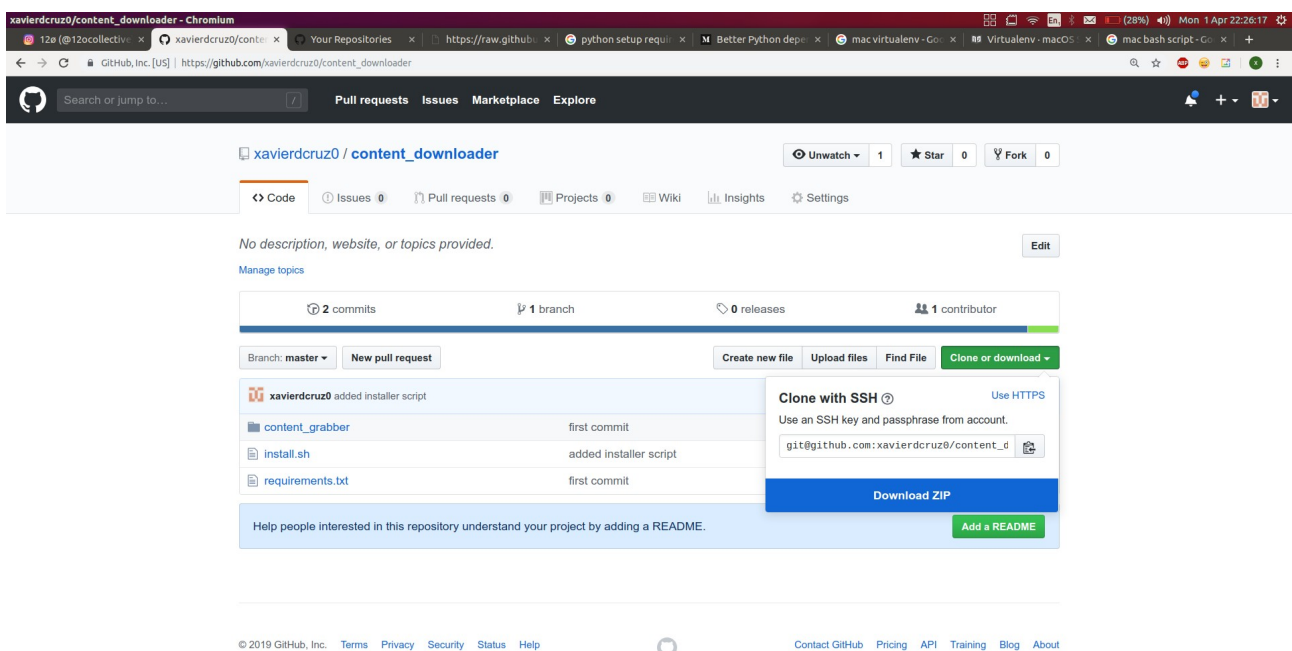 xavierdcruz0/content_downloader - Chromium
En
(28%)
Mon 1 Apr 22:26:17
12ø (@12ocollective
xavierdcruz0/conte
Your Repositories
https://raw.githubu
python setup requir
Better Python depe
mac virtualenv - Goo
Virtualenv · macOS
mac bash script - Go
GitHub, Inc. [US] | https://github.com/xavierdcruz0/content_downloader
ABP
Search or jump to...
/
Pull requests Issues Marketplace Explore
xavierdcruz0 / content_downloader
Unwatch 1
Star 0
Fork 0
Code
Issues 0
Pull requests 0
Projects 0
Wiki
Insights
Settings
No description, website, or topics provided.
Edit
Manage topics
2 commits
1 branch
0 releases
1 contributor
Branch: master
New pull request
Create new file
Upload files
Find File
Clone or download
xavierdcruz0 added installer script
content_grabber first commit
install.sh added installer script
requirements.txt first commit
Clone with SSH
Use HTTPS
Use an SSH key and passphrase from account.
git@github.com:xavierdcruz0/content_d
Download ZIP
Help people interested in this repository understand your project by adding a README.
Add a README
© 2019 GitHub, Inc. Terms Privacy Security Status Help
Contact GitHub Pricing API Training Blog About